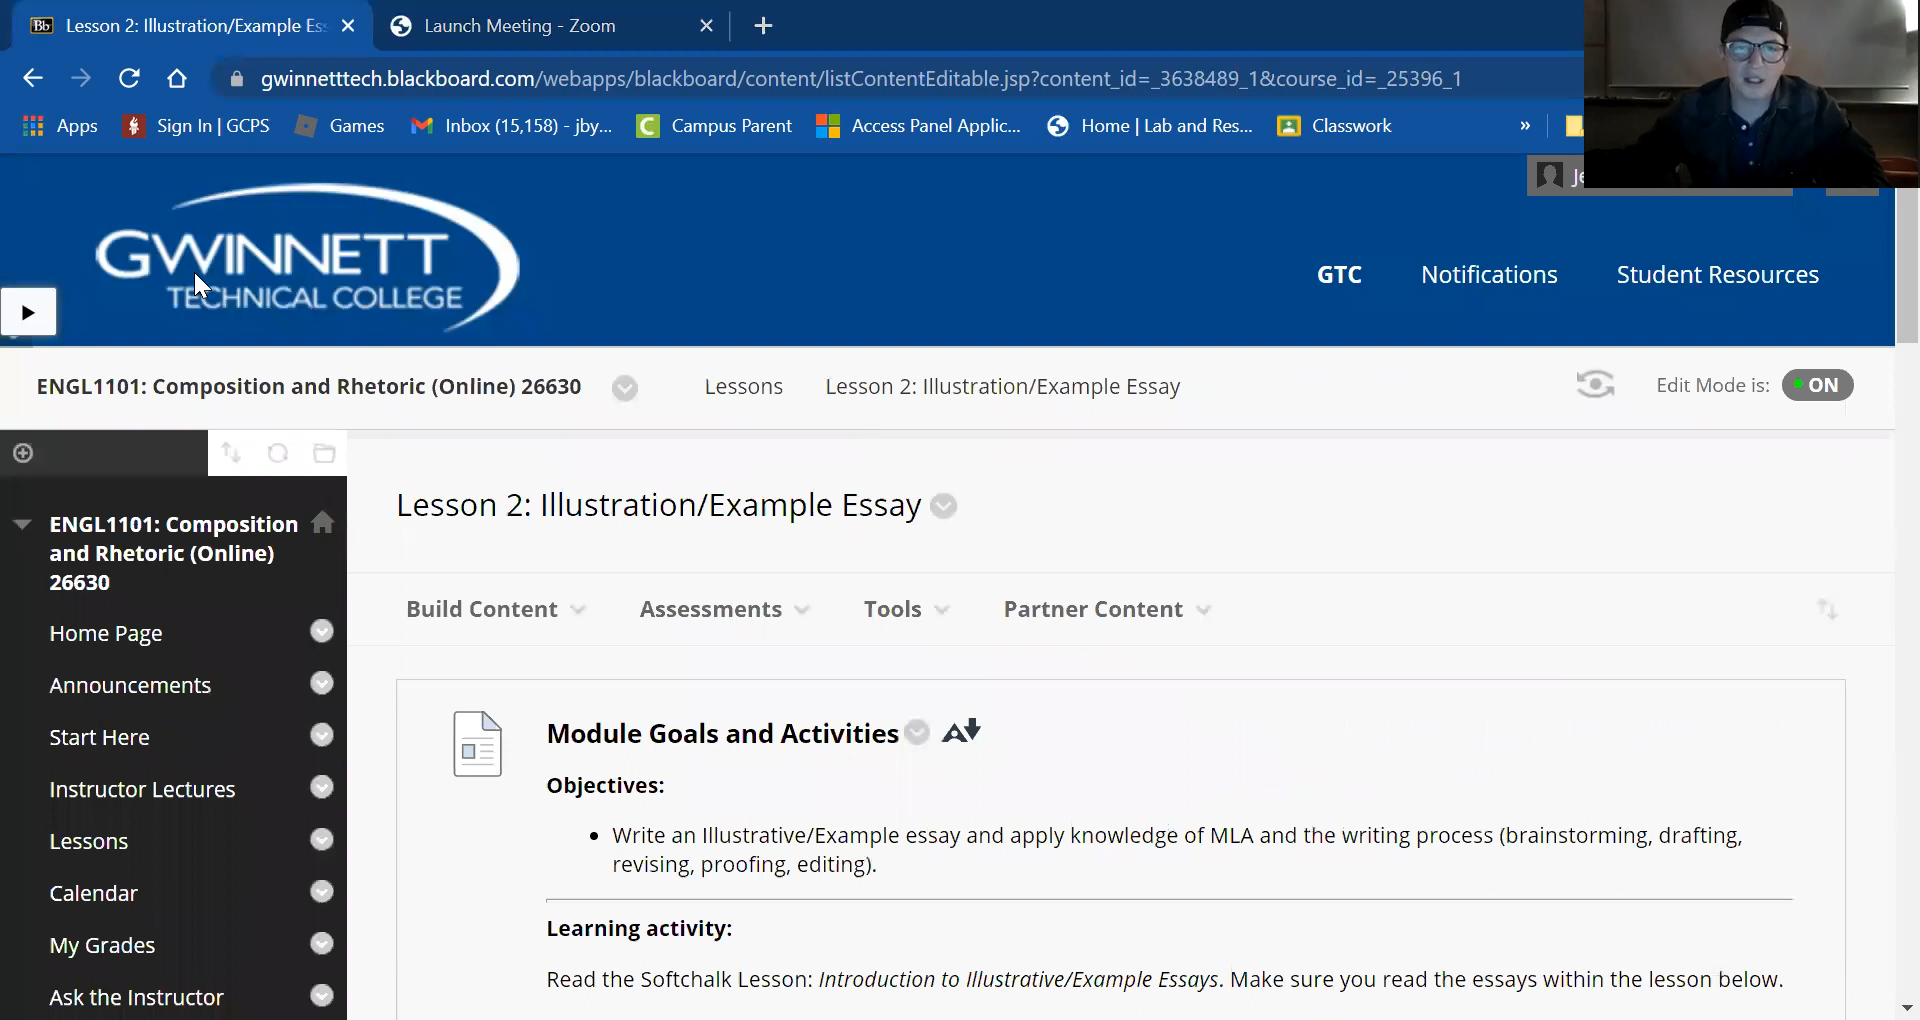 Bb Lesson 2: Illustration/Example Es
Launch Meeting - Zoom
gwinnetttech.blackboard.com/webapps/blackboard/content/listContentEditable.jsp?content_id=_3638489_1&course_id=_25396_1
Apps Sign In | GCPS Games Inbox (15,158) - jby... Campus Parent Access Panel Applic... Home | Lab and Res... Classwork »
Je
GWINNETT
TECHNICAL COLLEGE
GTC Notifications Student Resources
ENGL1101: Composition and Rhetoric (Online) 26630 Lessons Lesson 2: Illustration/Example Essay Edit Mode is: ON
ENGL1101: Composition
and Rhetoric (Online)
26630
Home Page
Announcements
Start Here
Instructor Lectures
Lessons
Calendar
My Grades
Ask the Instructor
Lesson 2: Illustration/Example Essay
Build Content Assessments Tools Partner Content
Module Goals and Activities
Objectives:
• Write an Illustrative/Example essay and apply knowledge of MLA and the writing process (brainstorming, drafting,
revising, proofing, editing).
Learning activity:
Read the Softchalk Lesson: Introduction to Illustrative/Example Essays. Make sure you read the essays within the lesson below.